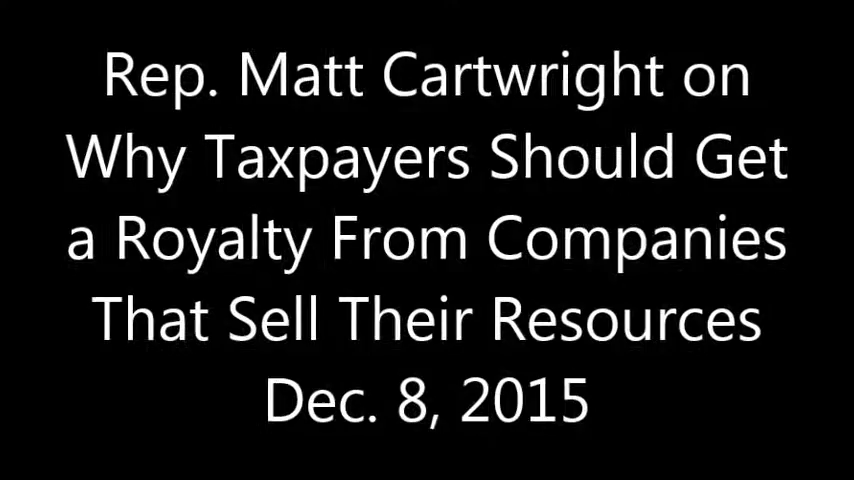 Rep. Matt Cartwright on
Why Taxpayers Should Get
a Royalty From Companies
That Sell Their Resources
Dec. 8, 2015